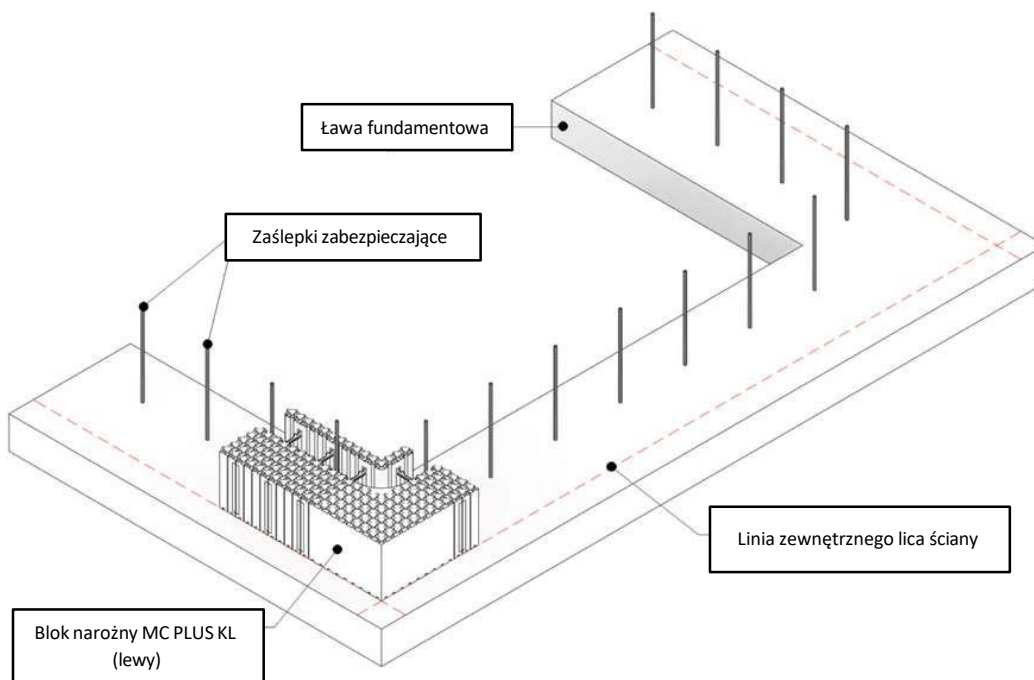 Ława fundamentowa
Zaślepki zabezpieczające
Linia zewnętrznego lica ściany
Blok narożny MC PLUS KL
(lewy)